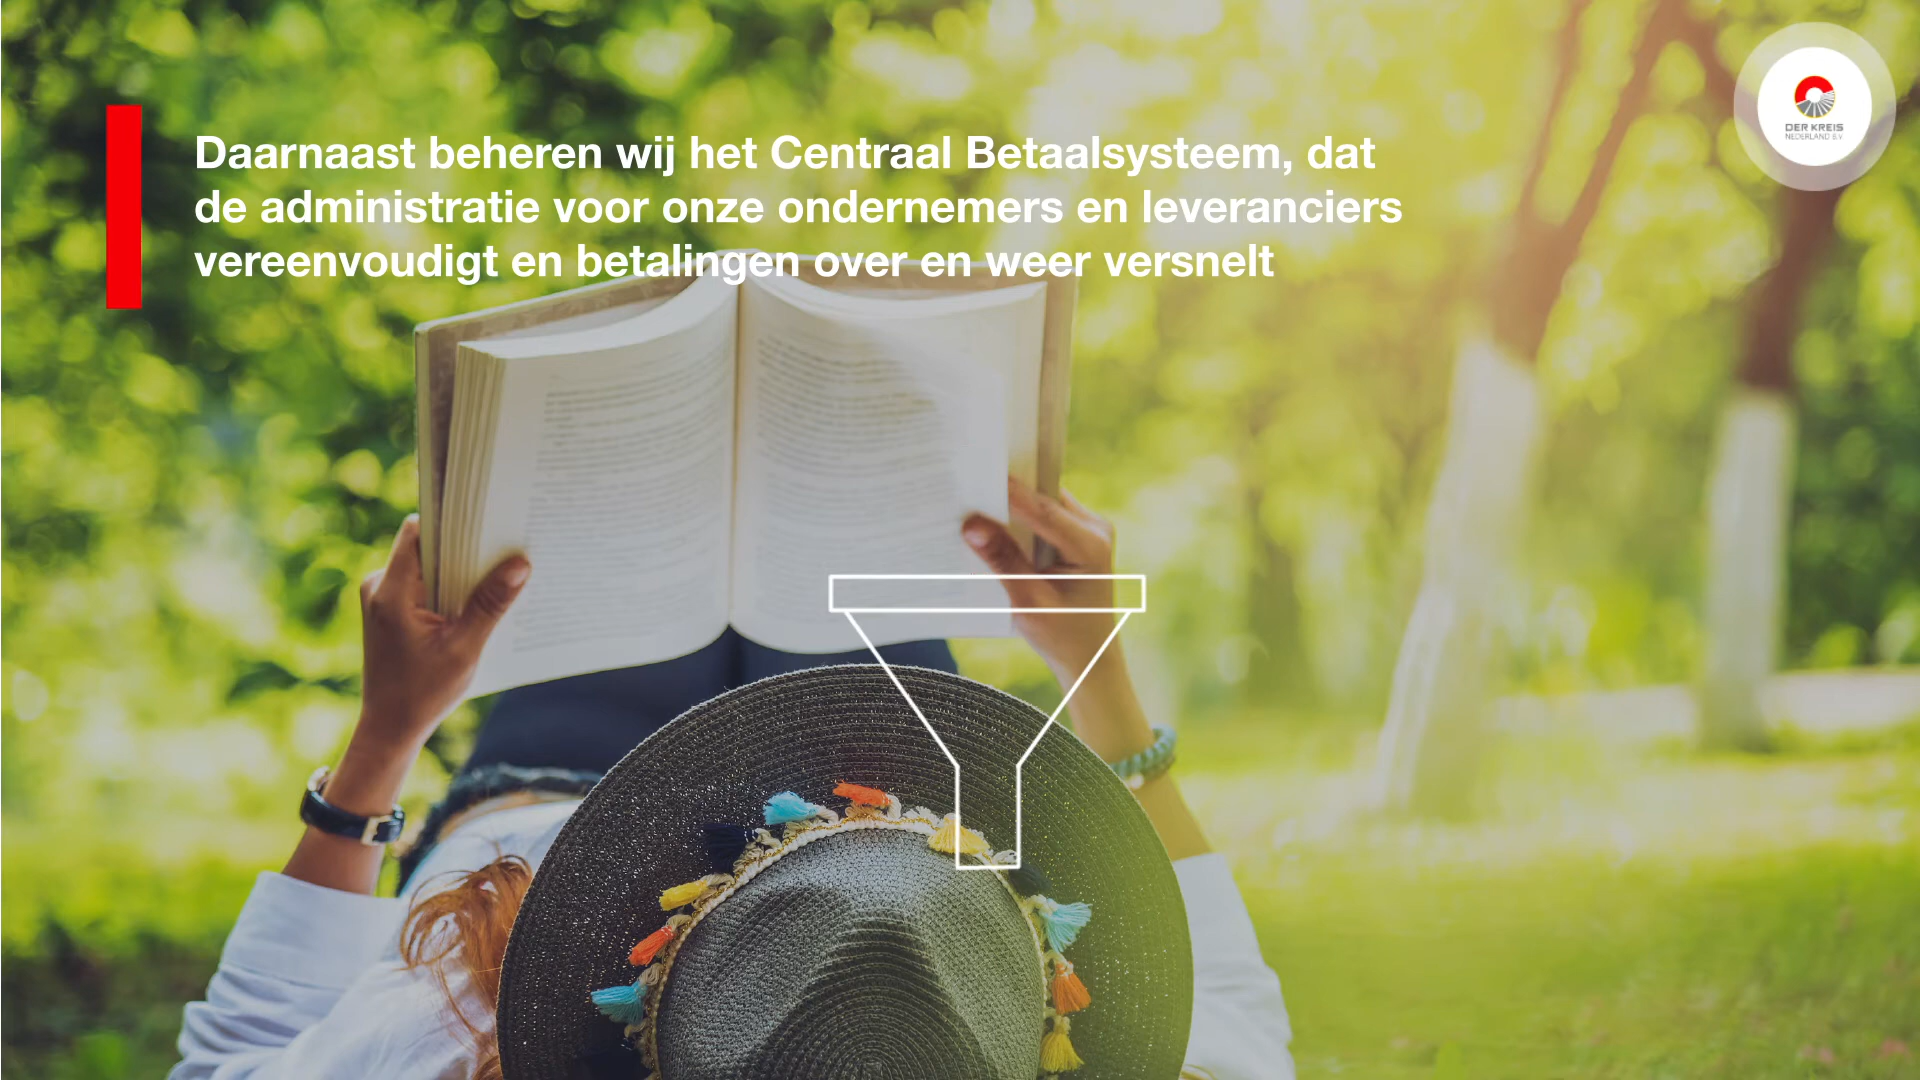 Daarnaast beheren wij het Centraal Betaalsysteem, dat
de administratie voor onze ondernemers en leveranciers
vereenvoudigt en betalingen over en weer versnelt
DER KREIS
NEDERLAND B.V.